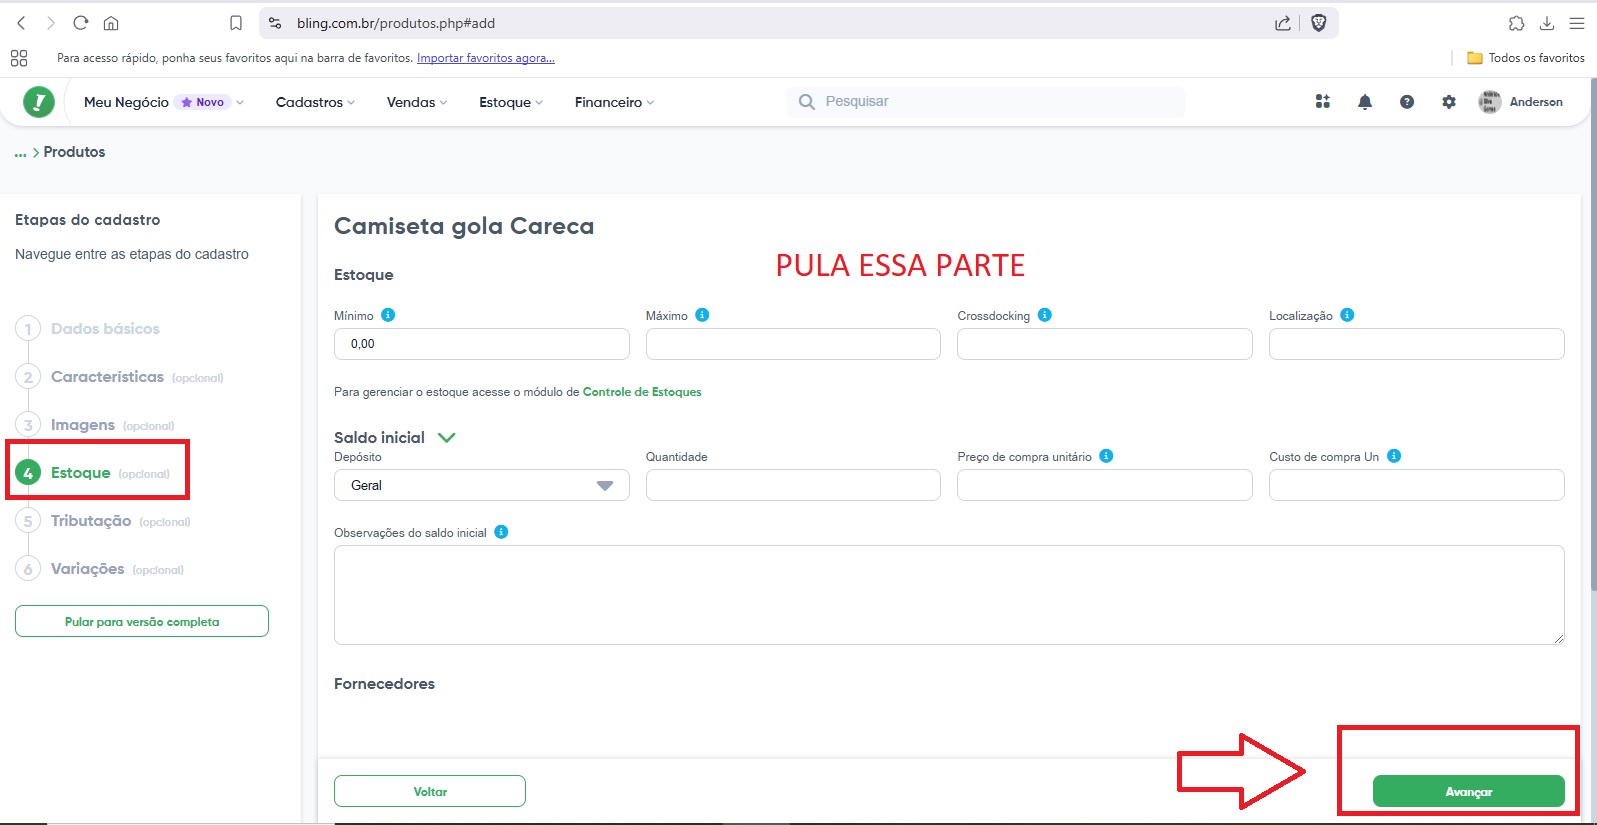 bling.com.br/produtos.php#add
Para acesso rápido, ponha seus favoritos aqui na barra de favoritos. Importar favoritos agora...
Todos os favoritos
Meu Negócio Novo
Cadastros
Vendas
Estoque
Financeiro
Pesquisar
Anderson
... > Produtos
Etapas do cadastro
Navegue entre as etapas do cadastro
1 Dados básicos
2 Características (opcional)
3 Imagens (opcional)
4 Estoque (opcional)
5 Tributação (opcional)
6 Variações (opcional)
Pular para versão completa
Camiseta gola Careca
PULA ESSA PARTE
Estoque
Mínimo
Máximo
Crossdocking
Localização
0,00
Para gerenciar o estoque acesse o módulo de Controle de Estoques
Saldo inicial
Depósito
Quantidade
Preço de compra unitário
Custo de compra Un
Geral
Observações do saldo inicial
Fornecedores
Voltar
Avançar